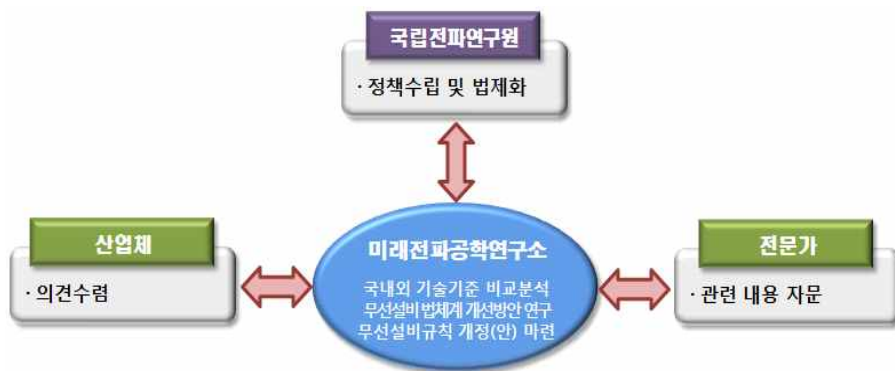 국립전파연구원
· 정책수립 및 법제화
산업체
· 의견수렴
미래전파공학연구소
국내외 기술기준 비교분석
무선설비 법체계 개선방안 연구
무선설비규칙 개정(안) 마련
전문가
· 관련 내용 자문